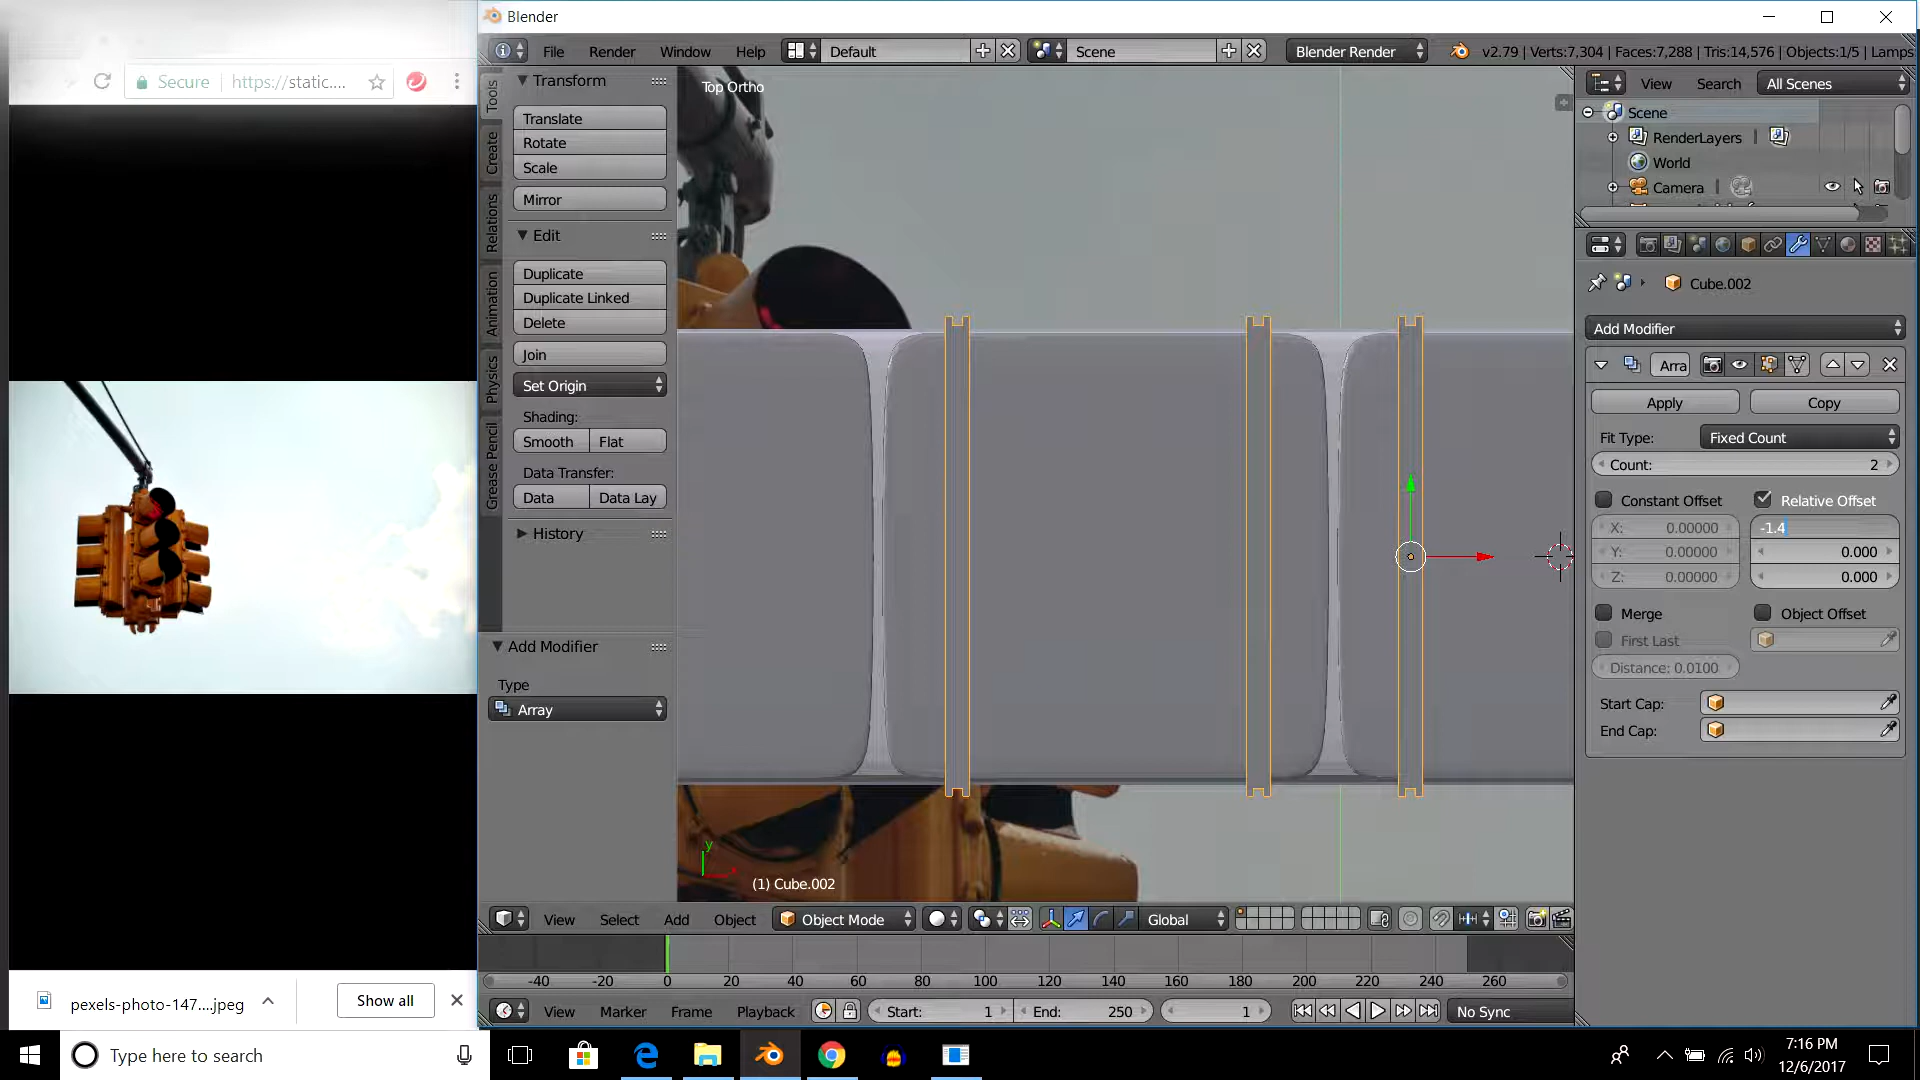 Blender
File Render Window Help Default Scene Blender Render v2.79 | Verts:7,304 | Faces:7,288 | Tris:14,576 | Objects:1/5 | Lamps
Secure https://static....
Tools
Create
Relations
Animation
Physics
Grease Pencil
Transform
Translate
Rotate
Scale
Mirror
Edit
Duplicate
Duplicate Linked
Delete
Join
Set Origin
Shading:
Smooth Flat
Data Transfer:
Data Data Lay
History
Add Modifier
Type
Array
Top Ortho
y
(1) Cube.002
View Search All Scenes
Scene
RenderLayers
World
Camera
Cube.002
Add Modifier
Arra
Apply Copy
Fit Type: Fixed Count
Count: 2
Constant Offset Relative Offset
X: 0.00000 -1.4
Y: 0.00000 0.000
Z: 0.00000 0.000
Merge Object Offset
First Last
Distance: 0.0100
Start Cap:
End Cap:
View Select Add Object Object Mode Global
-40 -20 0 20 40 60 80 100 120 140 160 180 200 220 240 260
View Marker Frame Playback Start: 1 End: 250 1 No Sync
pexels-photo-147....jpeg Show all
Type here to search
7:16 PM
12/6/2017